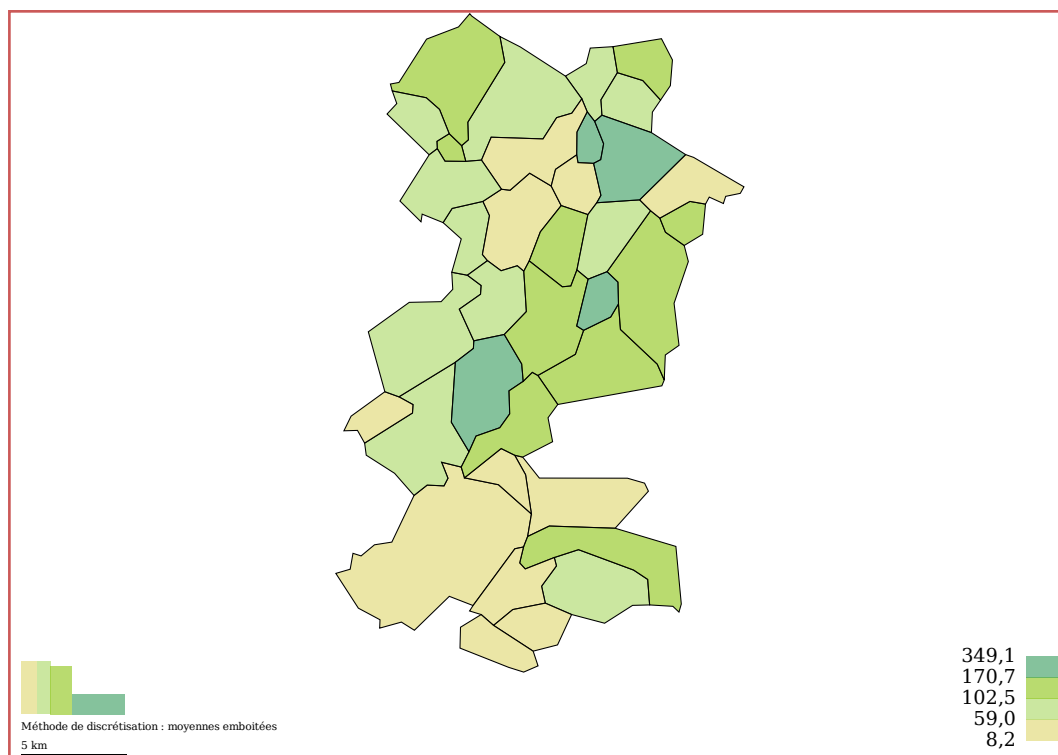 349,1
170,7
102,5
59,0
8,2
Méthode de discrétisation : moyennes emboitées
5 km